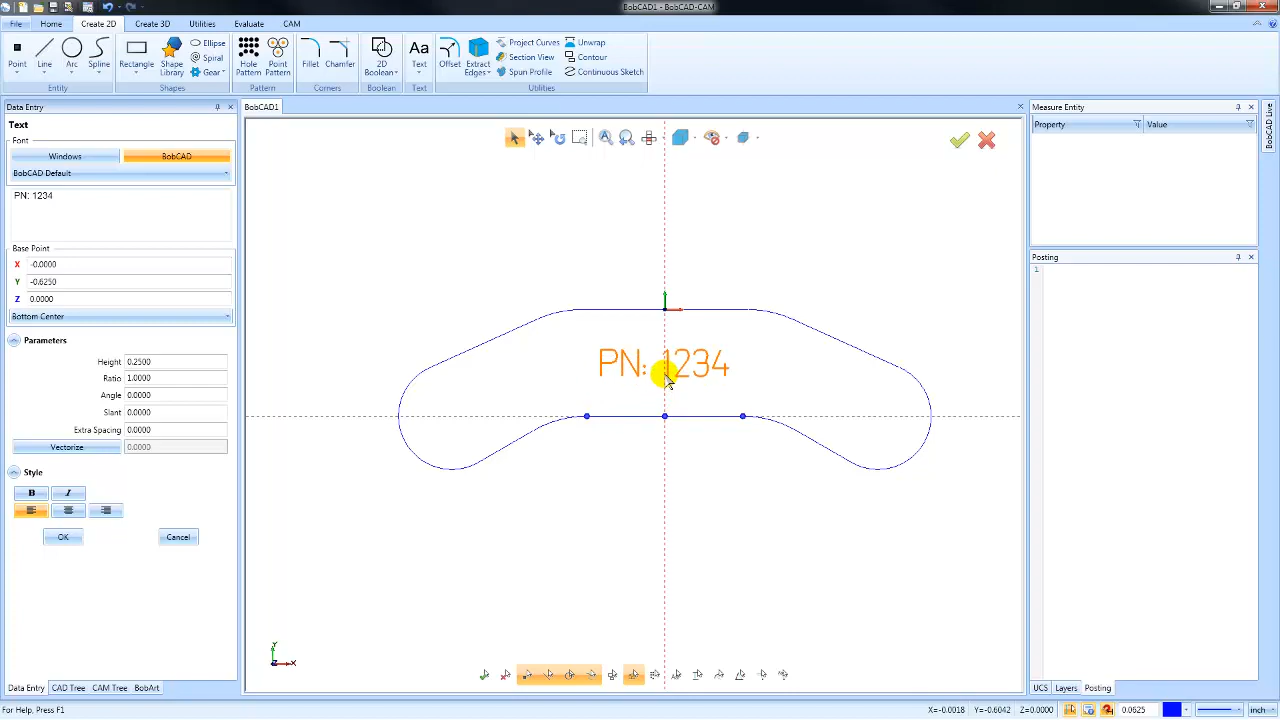 BobCAD1 - BobCAD-CAM
File Home Create 2D Create 3D Utilities Evaluate CAM
Point Line Arc Spline Rectangle Shape Library Ellipse Spiral Gear Hole Pattern Point Pattern Fillet Chamfer 2D Boolean Aa Text Offset Extract Edges Project Curves Section View Spun Profile Unwrap Contour Continuous Sketch
Entity Shapes Pattern Corners Boolean Text Utilities
Data Entry
Text
Font
Windows BobCAD
BobCAD Default
PN: 1234
Base Point
X -0.0000
Y -0.6250
Z 0.0000
Bottom Center
Parameters
Height 0.2500
Ratio 1.0000
Angle 0.0000
Slant 0.0000
Extra Spacing 0.0000
Vectorize 0.0000
Style
B I
OK Cancel
Data Entry CAD Tree CAM Tree BobArt
BobCAD1
PN: 1234
Y
Z X
Measure Entity
Property Value
BobCAD Live
Posting
1
UCS Layers Posting
For Help, Press F1
X=-0.0018 Y=-0.6042 Z=0.0000 0.0625 inch